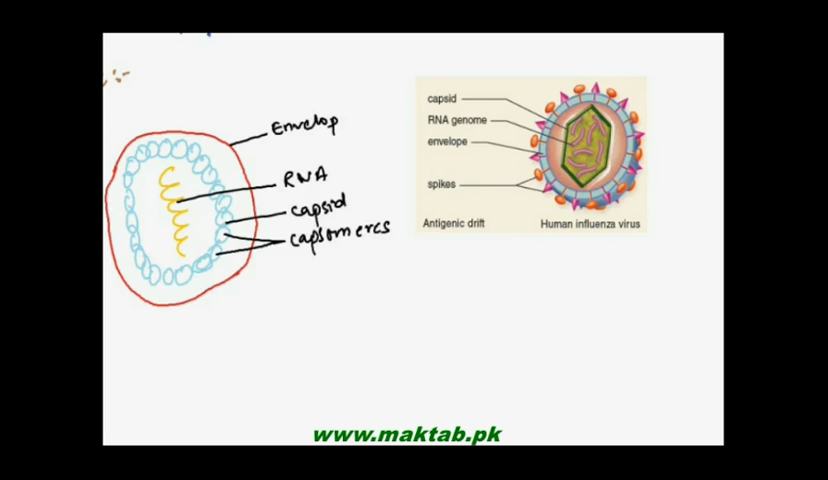 Envelop
RNA
capsid
capsomeres
capsid
RNA genome
envelope
spikes
Antigenic drift
Human influenza virus
www.maktab.pk